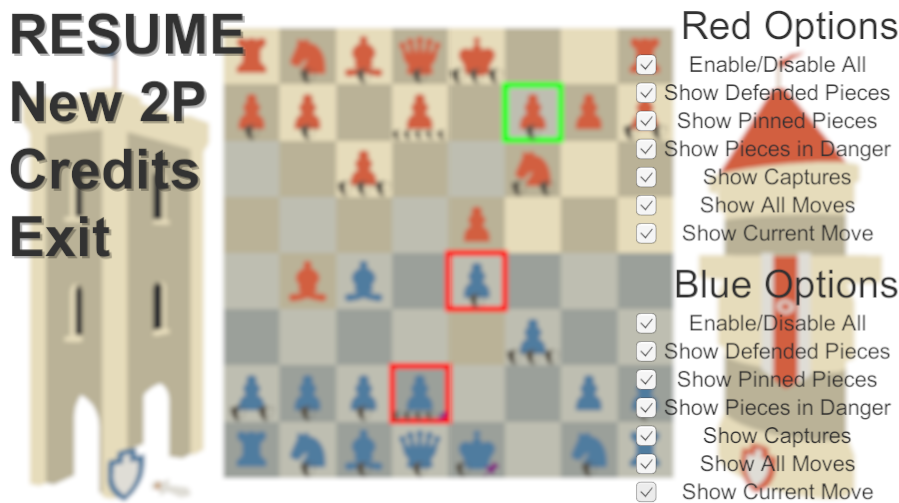 RESUME
New 2P
Credits
Exit
Red Options
Enable/Disable All
Show Defended Pieces
Show Pinned Pieces
Show Pieces in Danger
Show Captures
Show All Moves
Show Current Move
Blue Options
Enable/Disable All
Show Defended Pieces
Show Pinned Pieces
Show Pieces in Danger
Show Captures
Show All Moves
Show Current Move